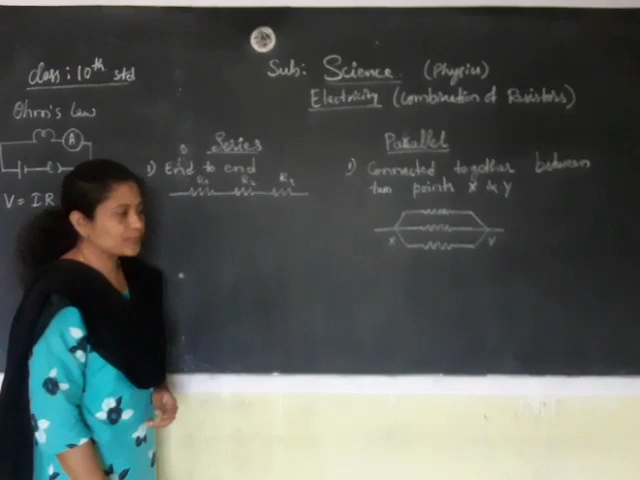 Class: 10th std
Sub: Science (Physics)
Electricity (Combination of Resistors)
Ohm's Law
A
V = IR
Series
1) End to end
R1 R2 R3
Parallel
1) Connected together between
two points X & Y
X Y